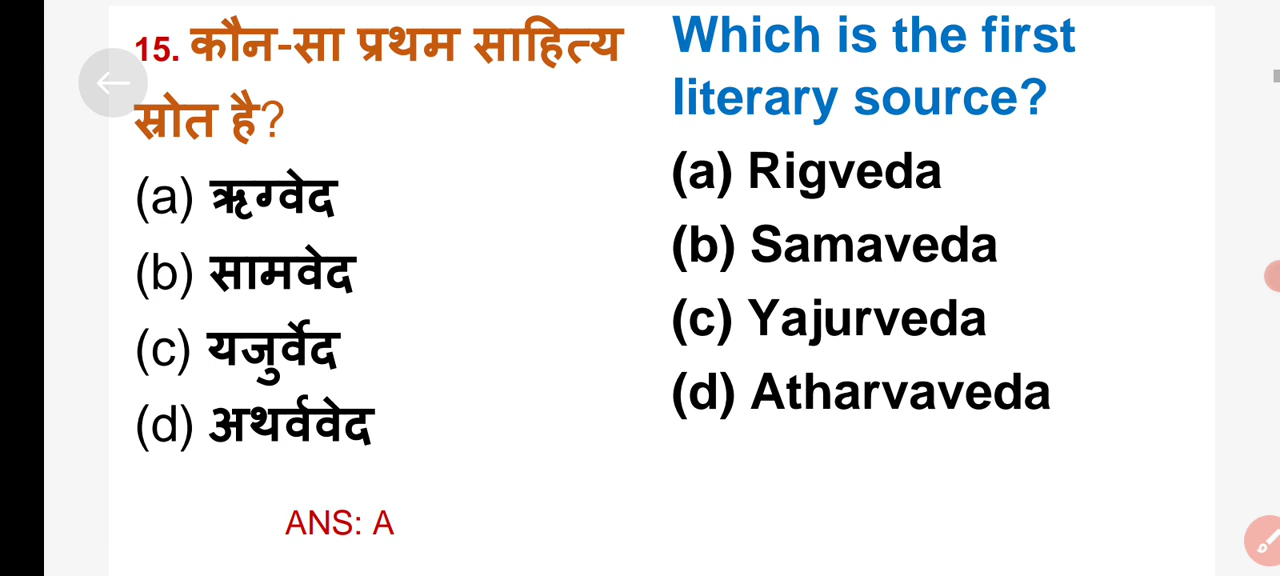 15. कौन-सा प्रथम साहित्य
स्रोत है?
(a) ऋग्वेद
(b) सामवेद
(c) यजुर्वेद
(d) अथर्ववेद
ANS: A
Which is the first
literary source?
(a) Rigveda
(b) Samaveda
(c) Yajurveda
(d) Atharvaveda